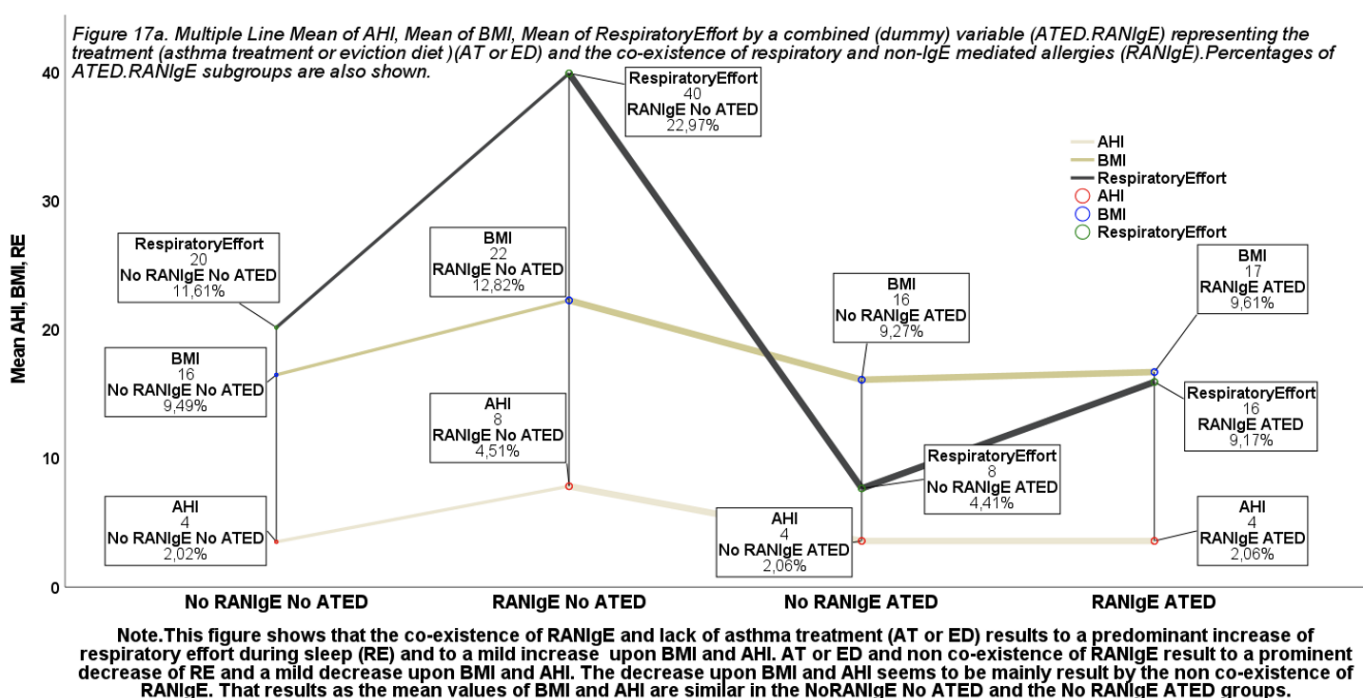 Figure 17a. Multiple Line Mean of AHI, Mean of BMI, Mean of RespiratoryEffort by a combined (dummy) variable (ATED.RANIgE) representing the
treatment (asthma treatment or eviction diet )(AT or ED) and the co-existence of respiratory and non-IgE mediated allergies (RANIgE).Percentages of
ATED.RANIgE subgroups are also shown.
Mean AHI, BMI, RE
40
30
20
10
0
RespiratoryEffort
20
No RANIgE No ATED
11,61%
BMI
16
No RANIgE No ATED
9,49%
AHI
4
No RANIgE No ATED
2,02%
RespiratoryEffort
40
RANIgE No ATED
22,97%
BMI
22
RANIgE No ATED
12,82%
AHI
8
RANIgE No ATED
4,51%
BMI
16
No RANIgE ATED
9,27%
RespiratoryEffort
8
No RANIgE ATED
4,41%
AHI
4
No RANIgE ATED
2,06%
BMI
17
RANIgE ATED
9,61%
RespiratoryEffort
16
RANIgE ATED
9,17%
AHI
4
RANIgE ATED
2,06%
AHI
BMI
RespiratoryEffort
AHI
BMI
RespiratoryEffort
No RANIgE No ATED
RANIgE No ATED
No RANIgE ATED
RANIgE ATED
Note.This figure shows that the co-existence of RANIgE and lack of asthma treatment (AT or ED) results to a predominant increase of
respiratory effort during sleep (RE) and to a mild increase upon BMI and AHI. AT or ED and non co-existence of RANIgE result to a prominent
decrease of RE and a mild decrease upon BMI and AHI. The decrease upon BMI and AHI seems to be mainly result by the non co-existence of
RANIgE. That results as the mean values of BMI and AHI are similar in the NoRANIgE No ATED and the No RANIgE ATED groups.